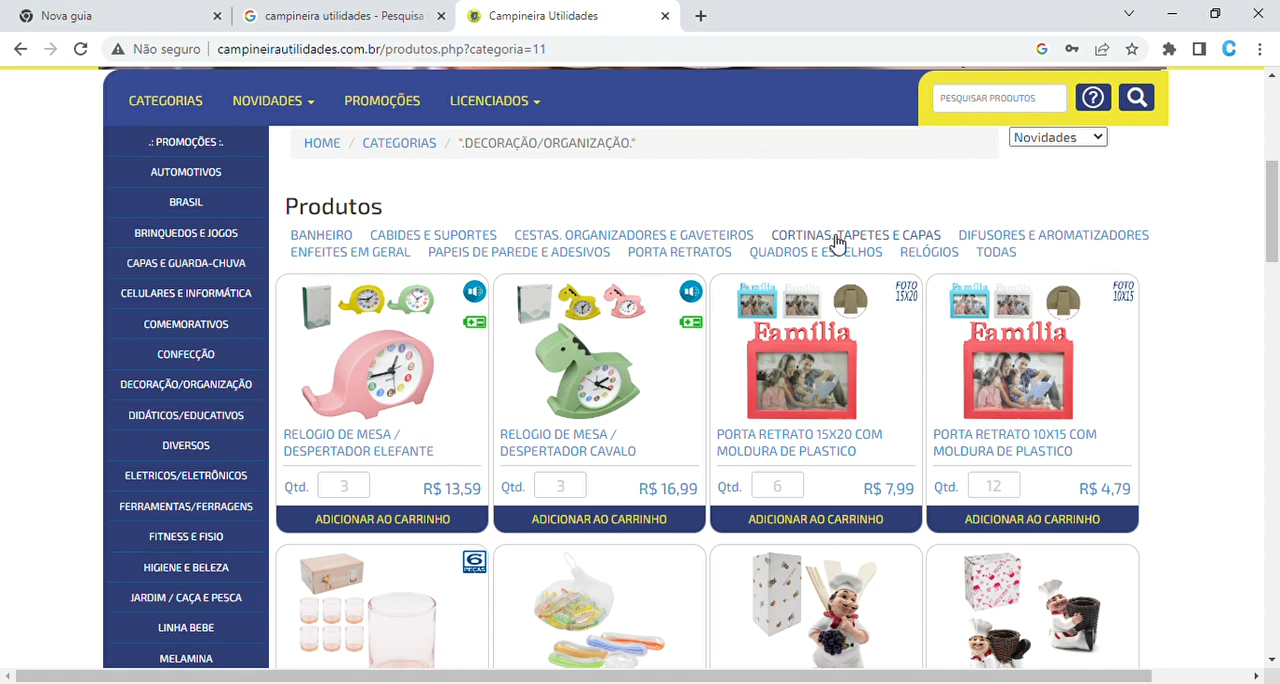 Nova guia
campineira utilidades - Pesquisa
Campineira Utilidades
Não seguro
campineirautilidades.com.br/produtos.php?categoria=11
CATEGORIAS
NOVIDADES
PROMOÇÕES
LICENCIADOS
PESQUISAR PRODUTOS
.: PROMOÇÕES :.
AUTOMOTIVOS
BRASIL
BRINQUEDOS E JOGOS
CAPAS E GUARDA-CHUVA
CELULARES E INFORMÁTICA
COMEMORATIVOS
CONFECÇÃO
DECORAÇÃO/ORGANIZAÇÃO
DIDÁTICOS/EDUCATIVOS
DIVERSOS
ELETRICOS/ELETRÔNICOS
FERRAMENTAS/FERRAGENS
FITNESS E FISIO
HIGIENE E BELEZA
JARDIM / CAÇA E PESCA
LINHA BEBE
MELAMINA
HOME / CATEGORIAS / ".DECORAÇÃO/ORGANIZAÇÃO."
Novidades
Produtos
BANHEIRO CABIDES E SUPORTES CESTAS. ORGANIZADORES E GAVETEIROS CORTINAS, TAPETES E CAPAS DIFUSORES E AROMATIZADORES
ENFEITES EM GERAL PAPEIS DE PAREDE E ADESIVOS PORTA RETRATOS QUADROS E ESPELHOS RELÓGIOS TODAS
RELOGIO DE MESA /
DESPERTADOR ELEFANTE
Qtd. 3 R$ 13,59
ADICIONAR AO CARRINHO
RELOGIO DE MESA /
DESPERTADOR CAVALO
Qtd. 3 R$ 16,99
ADICIONAR AO CARRINHO
Família
FOTO
15X20
Família
PORTA RETRATO 15X20 COM
MOLDURA DE PLASTICO
Qtd. 6 R$ 7,99
ADICIONAR AO CARRINHO
Família
FOTO
10X15
Família
PORTA RETRATO 10X15 COM
MOLDURA DE PLASTICO
Qtd. 12 R$ 4,79
ADICIONAR AO CARRINHO
6
PEÇAS